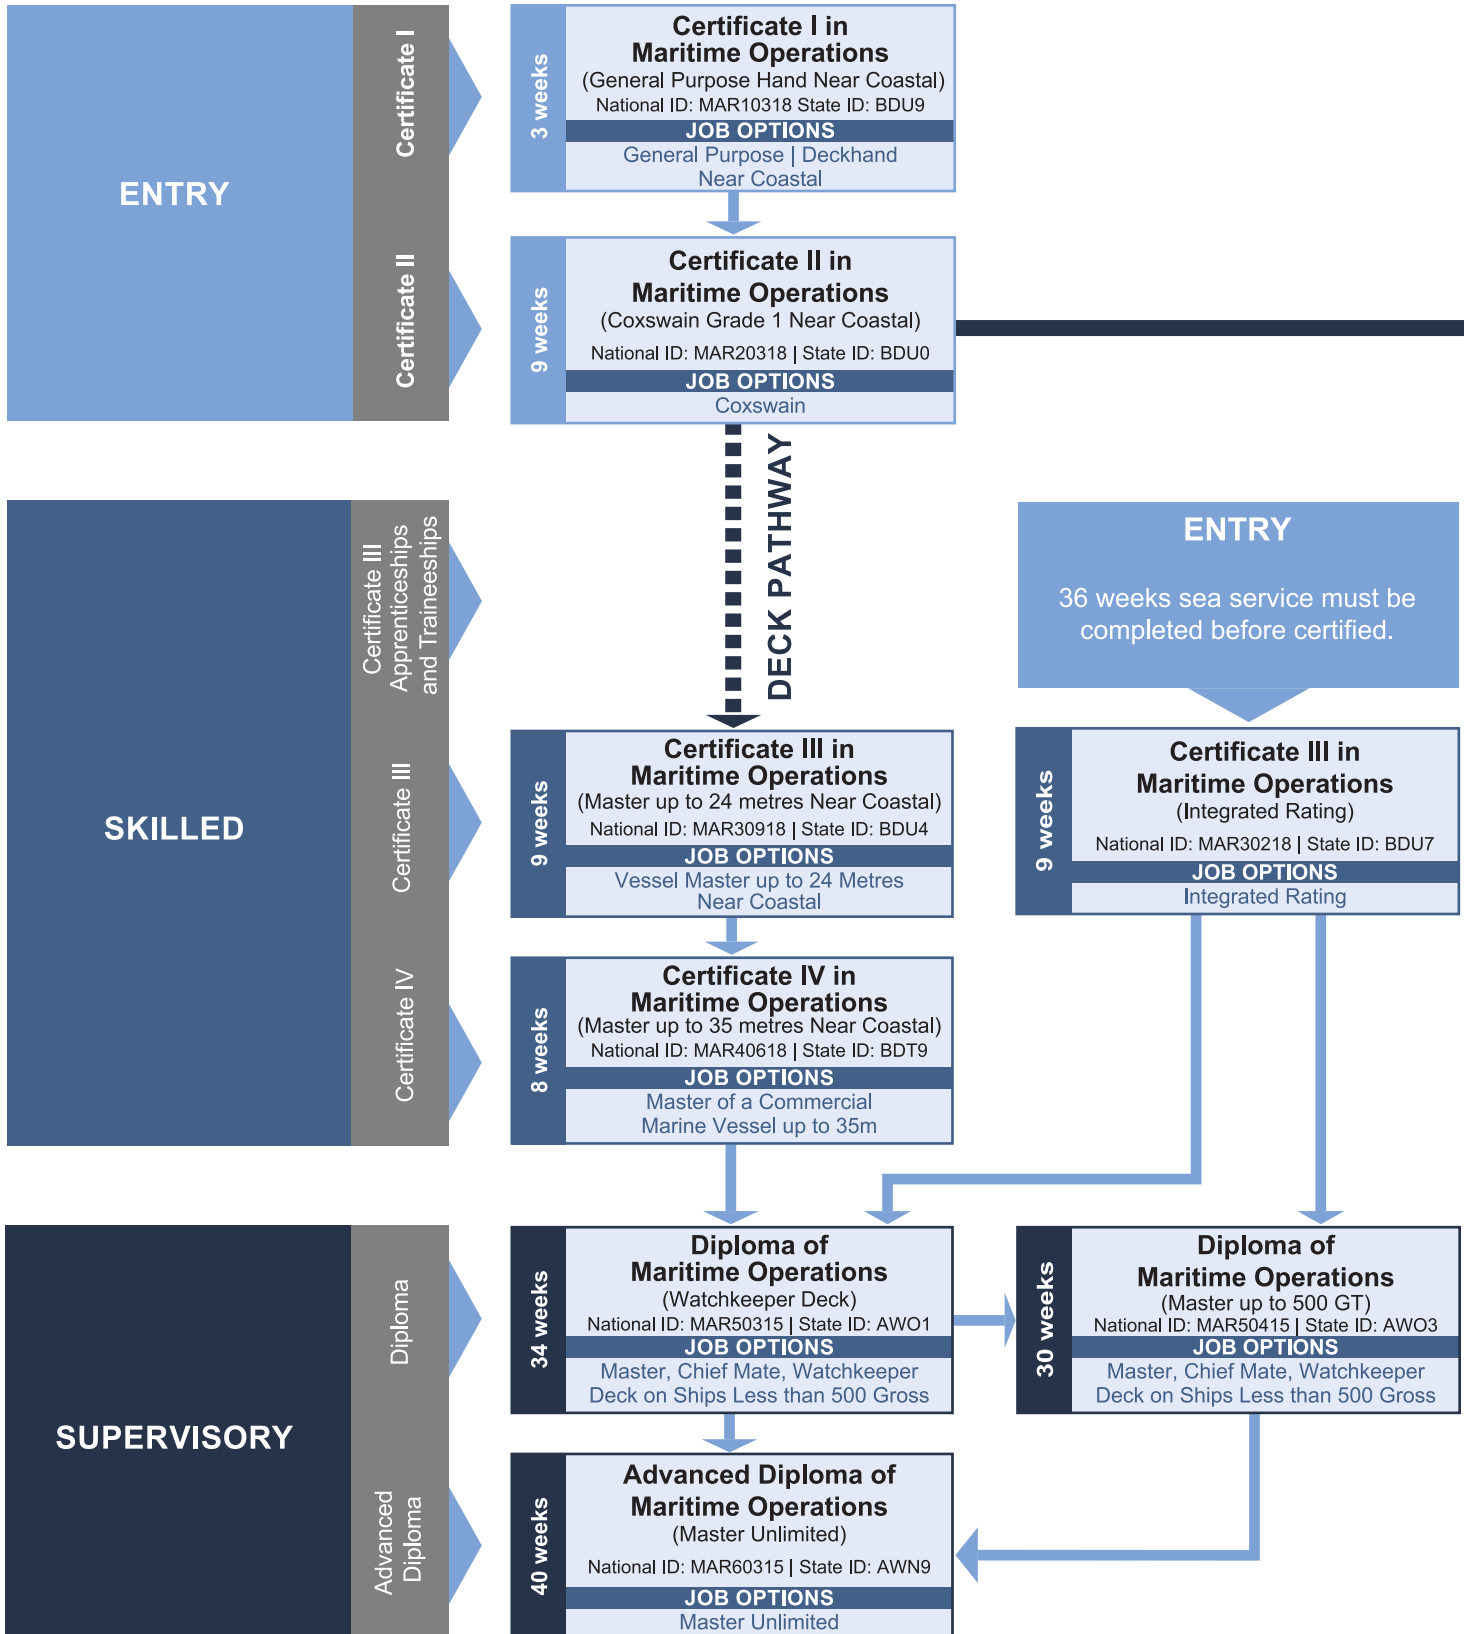 ENTRY
Certificate I
Certificate II
3 weeks
Certificate I in
Maritime Operations
(General Purpose Hand Near Coastal)
National ID: MAR10318 State ID: BDU9
JOB OPTIONS
General Purpose | Deckhand
Near Coastal
9 weeks
Certificate II in
Maritime Operations
(Coxswain Grade 1 Near Coastal)
National ID: MAR20318 | State ID: BDU0
JOB OPTIONS
Coxswain
DECK PATHWAY
SKILLED
Certificate III
Apprenticeships
and Traineeships
Certificate III
Certificate IV
ENTRY
36 weeks sea service must be
completed before certified.
9 weeks
Certificate III in
Maritime Operations
(Master up to 24 metres Near Coastal)
National ID: MAR30918 | State ID: BDU4
JOB OPTIONS
Vessel Master up to 24 Metres
Near Coastal
9 weeks
Certificate III in
Maritime Operations
(Integrated Rating)
National ID: MAR30218 | State ID: BDU7
JOB OPTIONS
Integrated Rating
8 weeks
Certificate IV in
Maritime Operations
(Master up to 35 metres Near Coastal)
National ID: MAR40618 | State ID: BDT9
JOB OPTIONS
Master of a Commercial
Marine Vessel up to 35m
SUPERVISORY
Diploma
Advanced
Diploma
34 weeks
Diploma of
Maritime Operations
(Watchkeeper Deck)
National ID: MAR50315 | State ID: AWO1
JOB OPTIONS
Master, Chief Mate, Watchkeeper
Deck on Ships Less than 500 Gross
30 weeks
Diploma of
Maritime Operations
(Master up to 500 GT)
National ID: MAR50415 | State ID: AWO3
JOB OPTIONS
Master, Chief Mate, Watchkeeper
Deck on Ships Less than 500 Gross
40 weeks
Advanced Diploma of
Maritime Operations
(Master Unlimited)
National ID: MAR60315 | State ID: AWN9
JOB OPTIONS
Master Unlimited